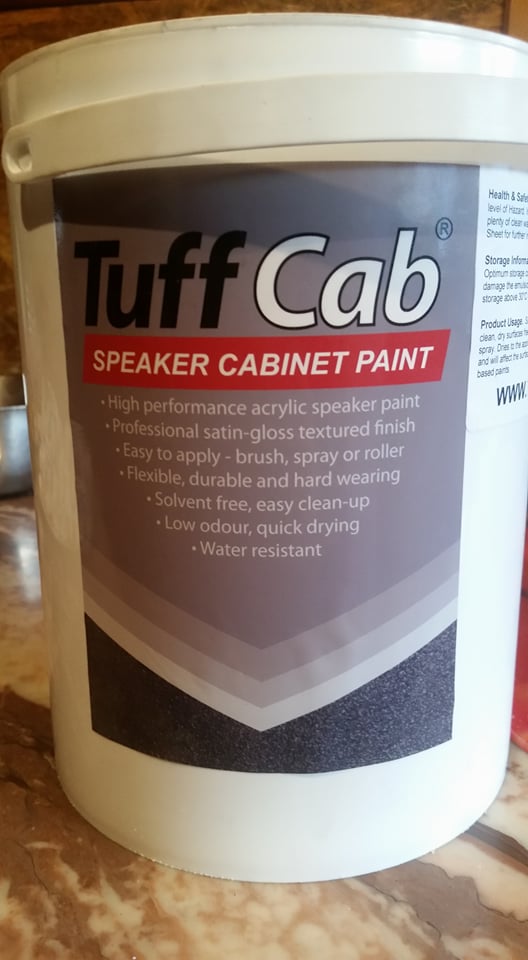 Tuff Cab®
SPEAKER CABINET PAINT
• High performance acrylic speaker paint
• Professional satin-gloss textured finish
• Easy to apply - brush, spray or roller
• Flexible, durable and hard wearing
• Solvent free, easy clean-up
• Low odour, quick drying
• Water resistant
Health &
level of Hazard,
plenty of clean
Sheet for further
Storage
Optimum storage
damage the
storage above 30°C
Product Usage.
clean, dry surfaces
spray. Dries to the
and will affect the
based paints.
www.